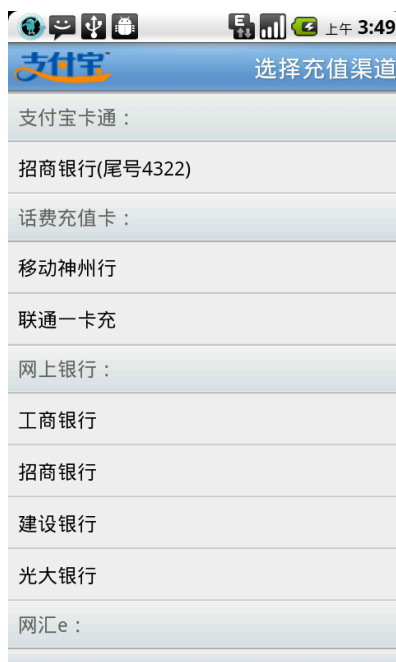 上午 3:49
支付宝 选择充值渠道
支付宝卡通：
招商银行(尾号4322)
话费充值卡：
移动神州行
联通一卡充
网上银行：
工商银行
招商银行
建设银行
光大银行
网汇e：